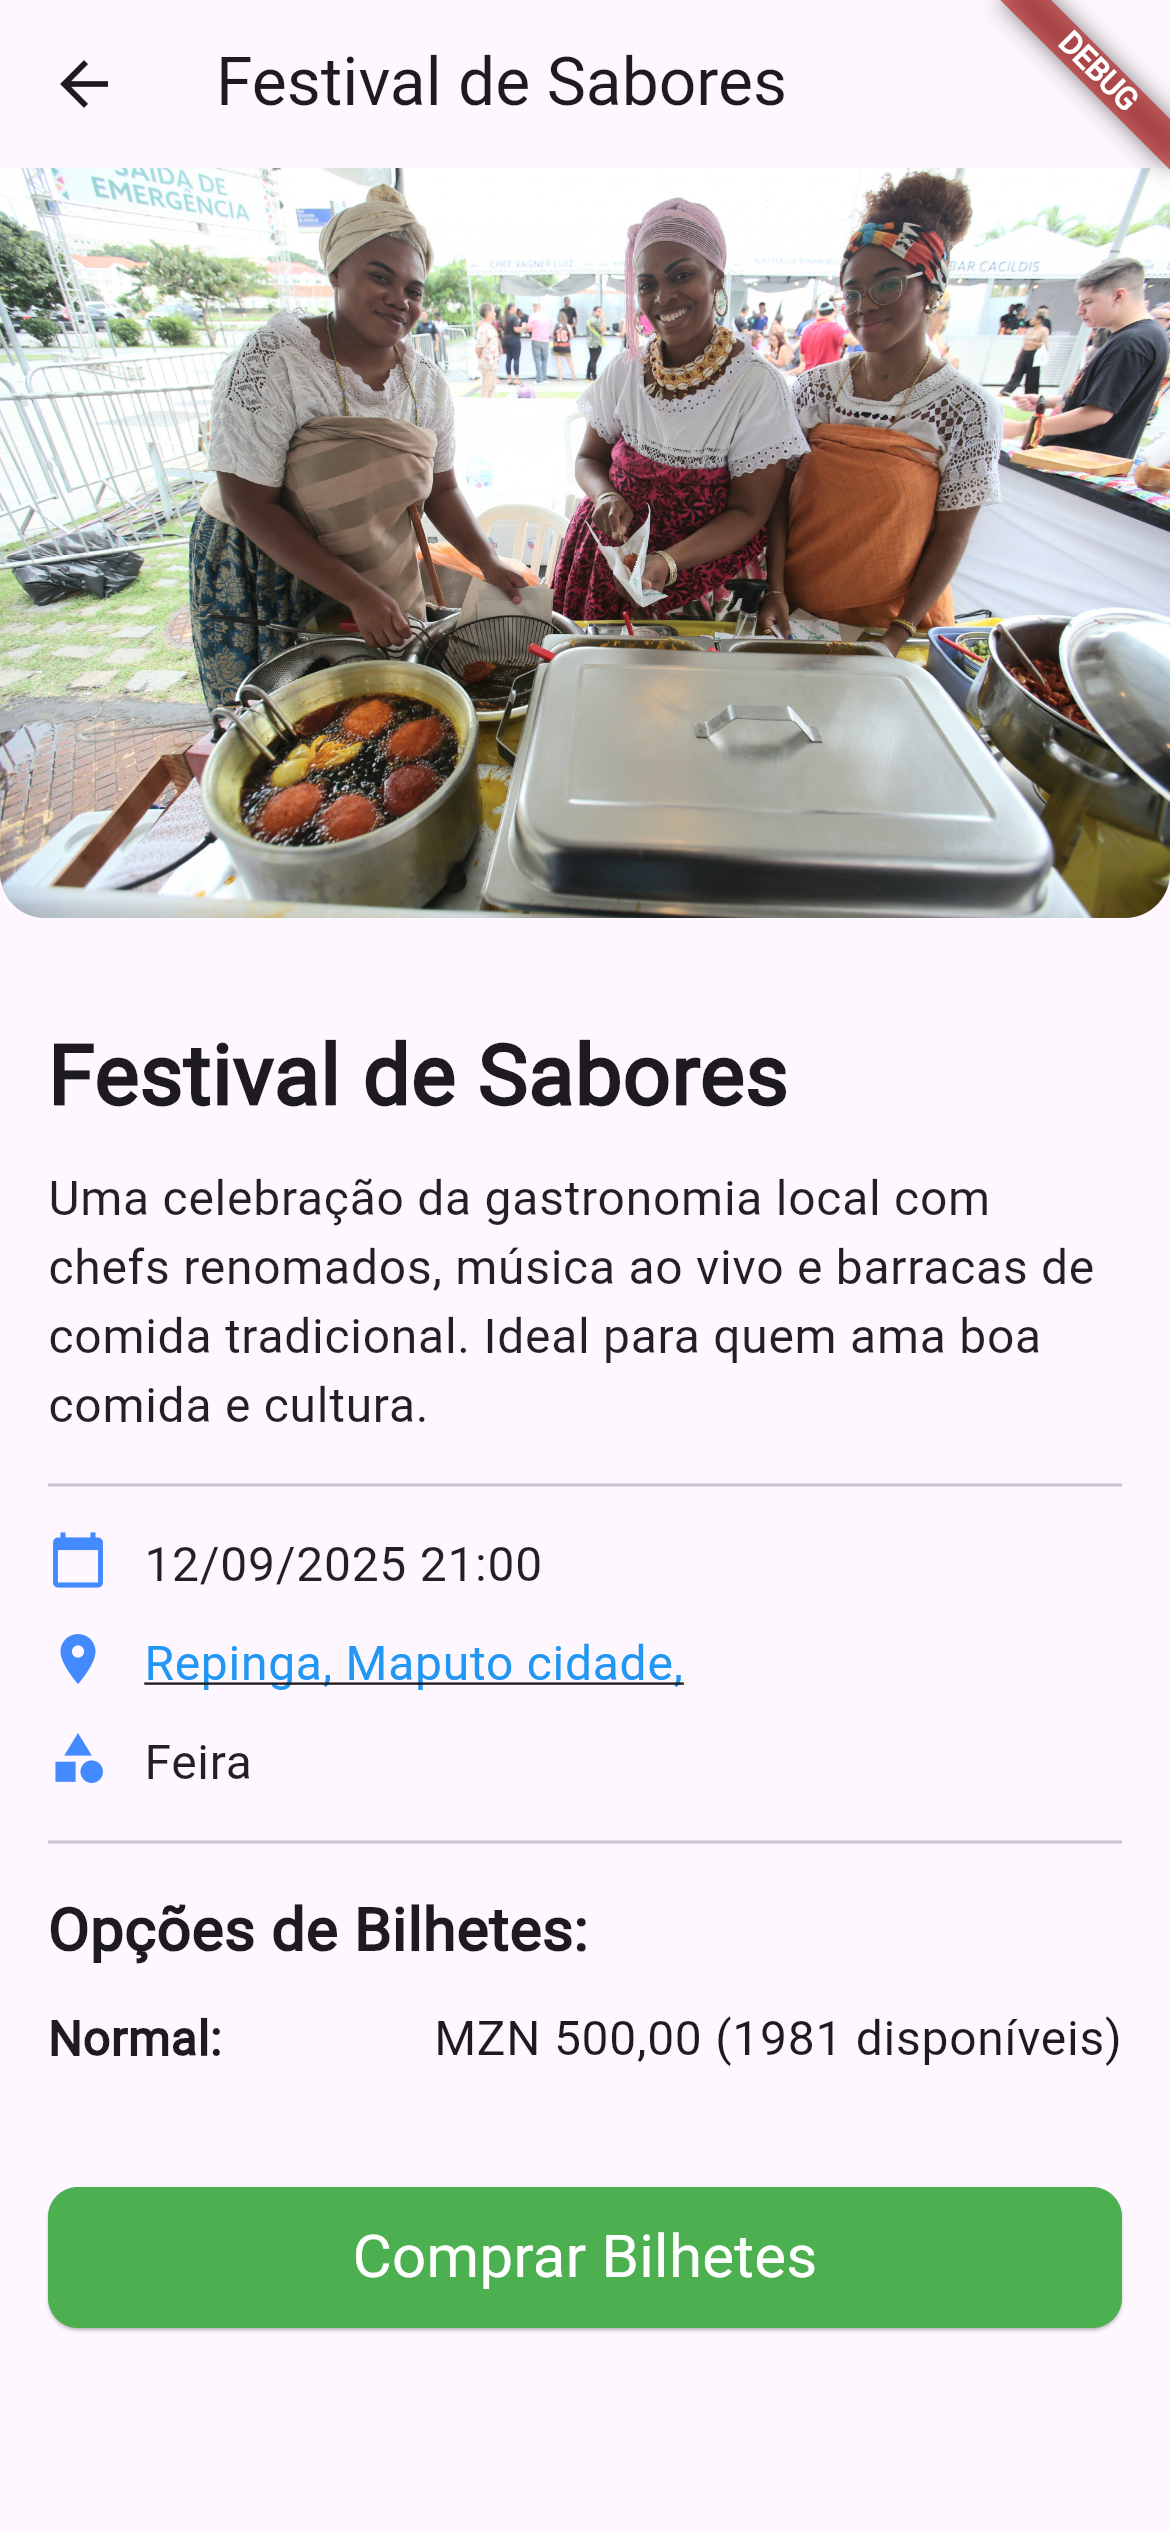 Festival de Sabores
DEBUG
SAÍDA DE
EMERGÊNCIA
CHEF VAGNER LUIZ
BAR CACILDIS
Festival de Sabores
Uma celebração da gastronomia local com
chefs renomados, música ao vivo e barracas de
comida tradicional. Ideal para quem ama boa
comida e cultura.
12/09/2025 21:00
Repinga, Maputo cidade,
Feira
Opções de Bilhetes:
Normal: MZN 500,00 (1981 disponíveis)
Comprar Bilhetes